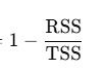 = 1 - RSS/TSS